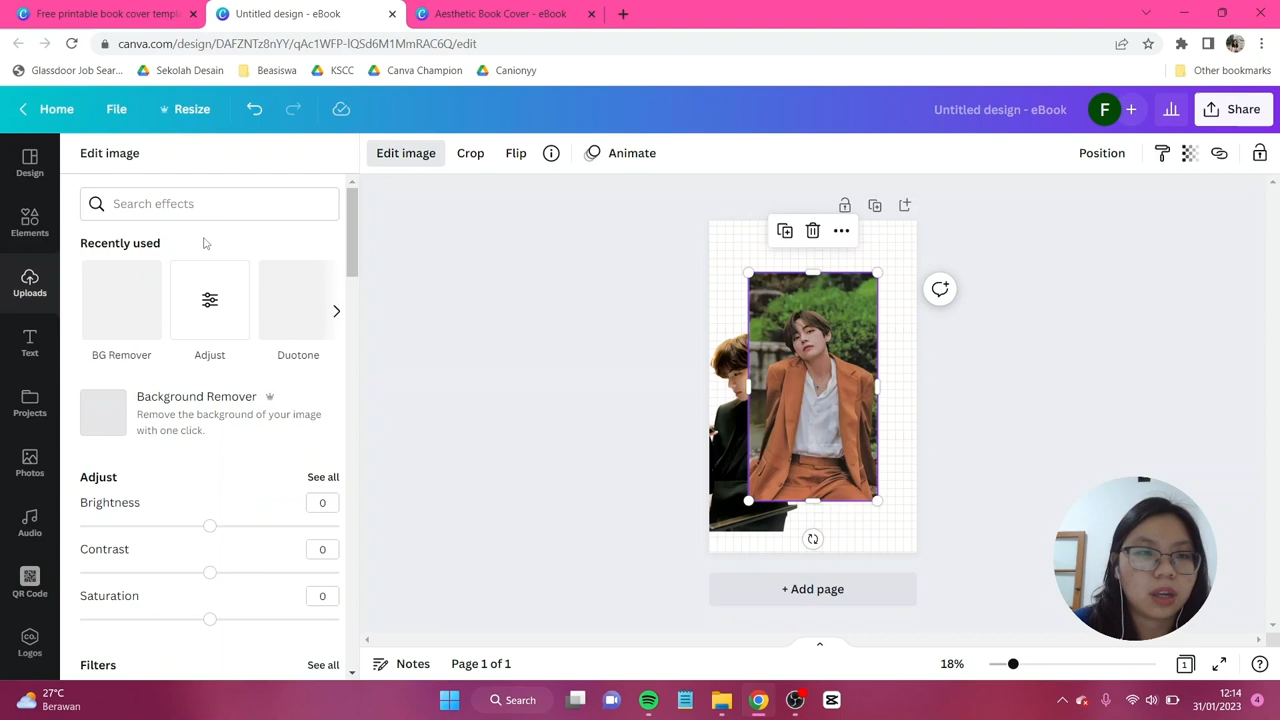 Free printable book cover templ
Untitled design - eBook
Aesthetic Book Cover - eBook
canva.com/design/DAFZNTz8nYY/qAc1WFP-lQSd6M1MmRAC6Q/edit
Glassdoor Job Sear...
Sekolah Desain
Beasiswa
KSCC
Canva Champion
Canionyy
Other bookmarks
Home
File
Resize
Untitled design - eBook
F
Share
Design
Elements
Uploads
Text
Projects
Photos
Audio
QR Code
CO.
Logos
Edit image
Search effects
Recently used
BG Remover
Adjust
Duotone
Background Remover
Remove the background of your image
with one click.
Adjust
See all
Brightness
0
Contrast
0
Saturation
0
Filters
See all
Edit image
Crop
Flip
Animate
Position
+ Add page
Notes
Page 1 of 1
18%
1
27°C
Berawan
Search
12:14
31/01/2023
4